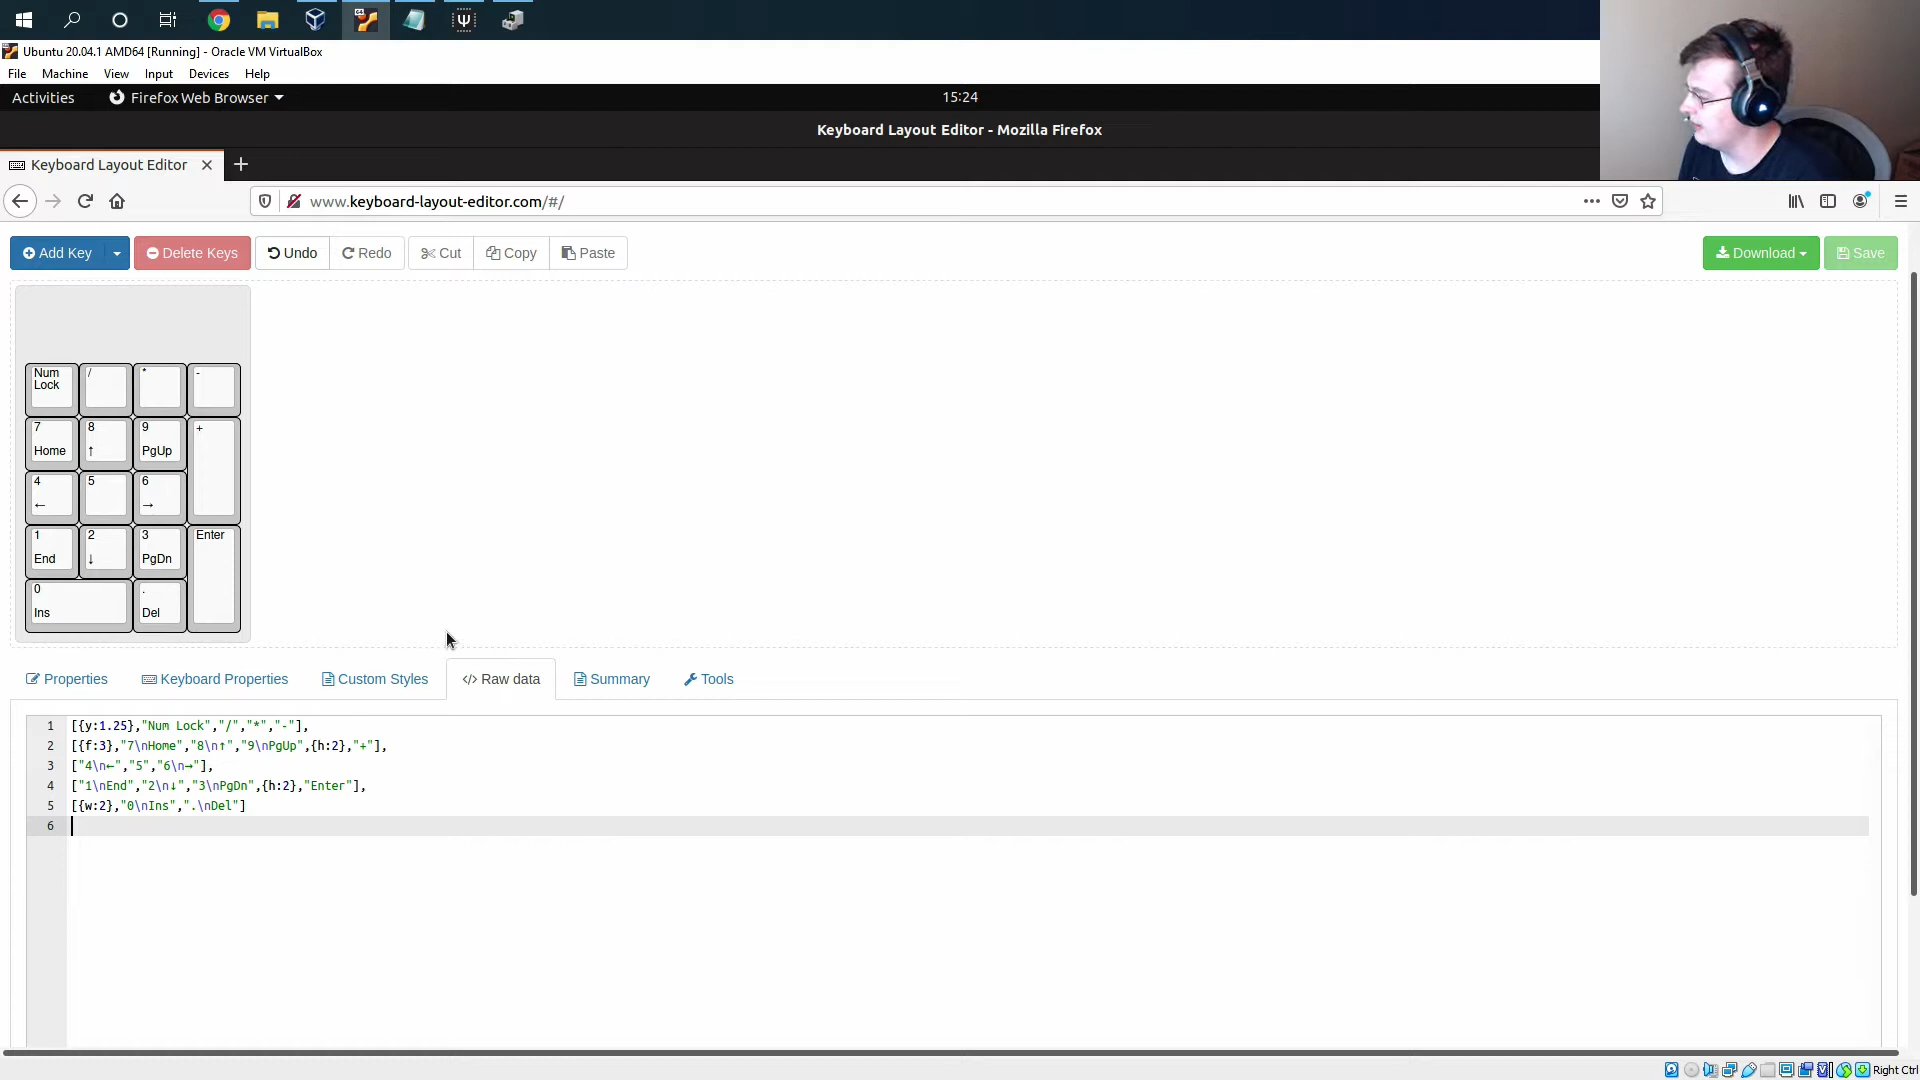 Ubuntu 20.04.1 AMD64 [Running] - Oracle VM VirtualBox
File Machine View Input Devices Help
Activities Firefox Web Browser 15:24
Keyboard Layout Editor - Mozilla Firefox
Keyboard Layout Editor
www.keyboard-layout-editor.com/#/
Add Key Delete Keys Undo Redo Cut Copy Paste Download Save
Num Lock / * -
7 Home 8 ↑ 9 PgUp +
4 ← 5 6 →
1 End 2 ↓ 3 PgDn Enter
0 Ins . Del
Properties Keyboard Properties Custom Styles </> Raw data Summary Tools
1 [{y:1.25},"Num Lock","/","*","-"],
2 [{f:3},"7\nHome","8\n↑","9\nPgUp",{h:2},"+"],
3 ["4\n←","5","6\n→"],
4 ["1\nEnd","2\n↓","3\nPgDn",{h:2},"Enter"],
5 [{w:2},"0\nIns",".\nDel"]
6
Right Ctrl